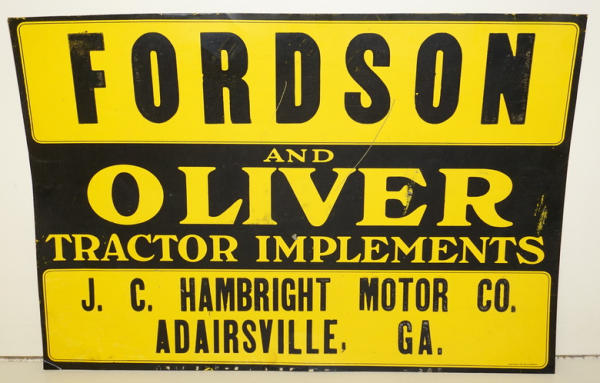 FORDSON
AND
OLIVER
TRACTOR IMPLEMENTS
J. C. HAMBRIGHT MOTOR CO.
ADAIRSVILLE, GA.